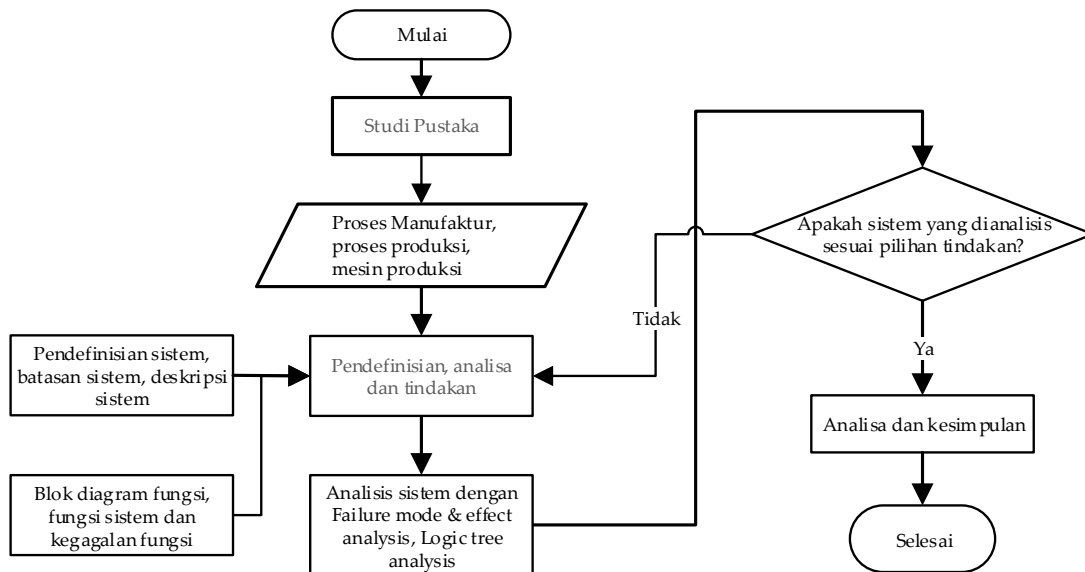 Mulai
Studi Pustaka
Proses Manufaktur,
proses produksi,
mesin produksi
Pendefinisian sistem,
batasan sistem, deskripsi
sistem
Pendefinisian, analisa
dan tindakan
Blok diagram fungsi,
fungsi sistem dan
kegagalan fungsi
Analisis sistem dengan
Failure mode & effect
analysis, Logic tree
analysis
Apakah sistem yang dianalisis
sesuai pilihan tindakan?
Tidak
Ya
Analisa dan kesimpulan
Selesai